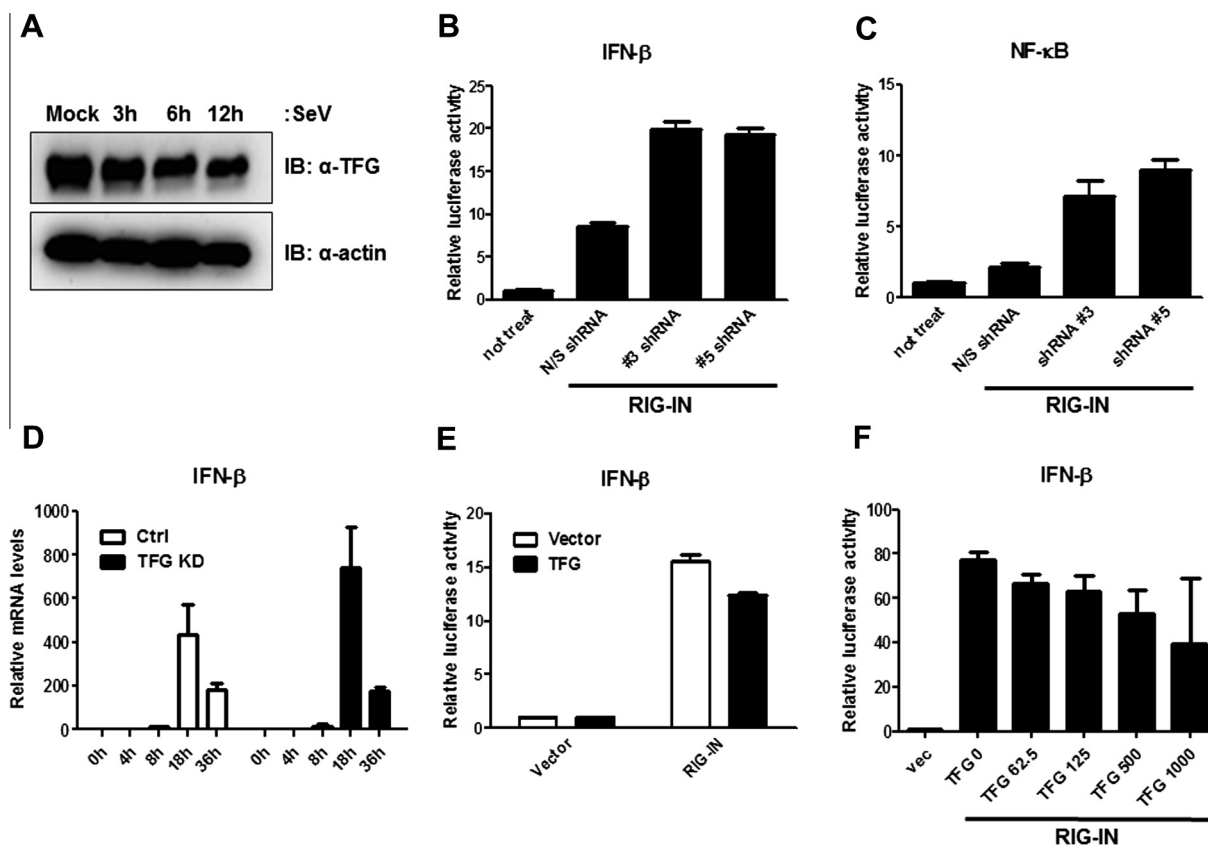 A
Mock 3h 6h 12h :SeV
IB: α-TFG
IB: α-actin
B
IFN-β
Relative luciferase activity
25
20
15
10
5
0
not treat
N/S shRNA
#3 shRNA
#5 shRNA
RIG-IN
C
NF-κB
Relative luciferase activity
15
10
5
0
not treat
N/S shRNA
shRNA #3
shRNA #5
RIG-IN
D
IFN-β
Relative mRNA levels
1000
800
600
400
200
0
Ctrl
TFG KD
0h
4h
8h
18h
36h
0h
4h
8h
18h
36h
E
IFN-β
Relative luciferase activity
20
15
10
5
0
Vector
TFG
Vector
RIG-IN
F
IFN-β
Relative luciferase activity
100
80
60
40
20
0
vec
TFG 0
TFG 62.5
TFG 125
TFG 500
TFG 1000
RIG-IN